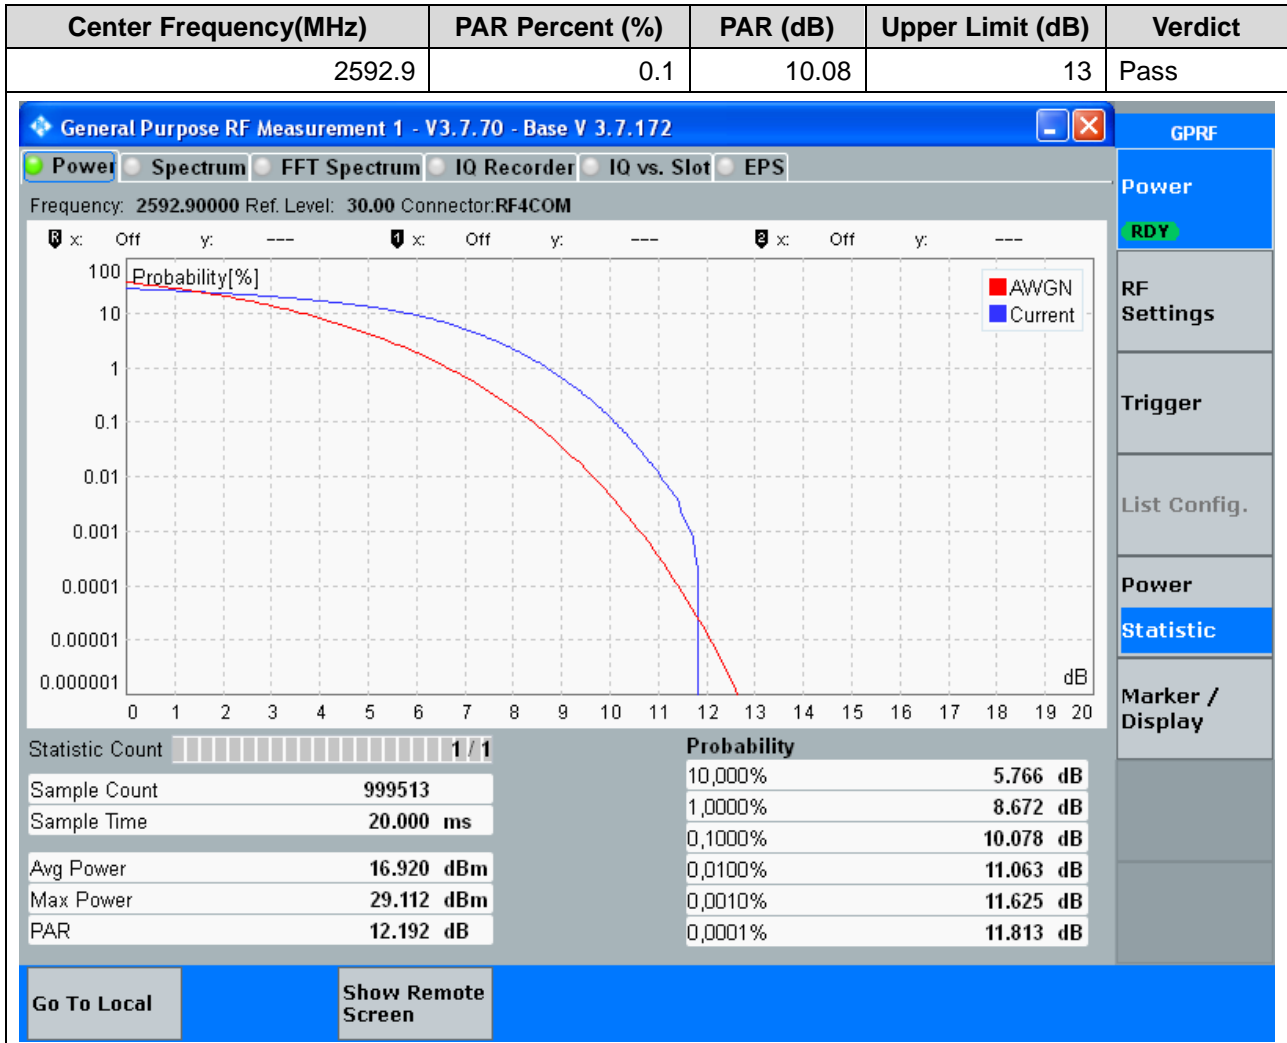 Center Frequency(MHz) PAR Percent (%) PAR (dB) Upper Limit (dB) Verdict
2592.9 0.1 10.08 13 Pass
General Purpose RF Measurement 1 - V3.7.70 - Base V 3.7.172
GPRF
Power Spectrum FFT Spectrum IQ Recorder IQ vs. Slot EPS
Power
RDY
Frequency: 2592.90000 Ref. Level: 30.00 Connector:RF4COM
R x: Off y: --- 1 x: Off y: --- 2 x: Off y: ---
Probability[%]
AWGN
Current
100
10
1
0.1
0.01
0.001
0.0001
0.00001
0.000001
dB
0 1 2 3 4 5 6 7 8 9 10 11 12 13 14 15 16 17 18 19 20
RF
Settings
Trigger
List Config.
Power
Statistic
Marker /
Display
Statistic Count 1 / 1
Sample Count 999513
Sample Time 20.000 ms
Avg Power 16.920 dBm
Max Power 29.112 dBm
PAR 12.192 dB
Probability
10,000% 5.766 dB
1,0000% 8.672 dB
0,1000% 10.078 dB
0,0100% 11.063 dB
0,0010% 11.625 dB
0,0001% 11.813 dB
Go To Local
Show Remote
Screen